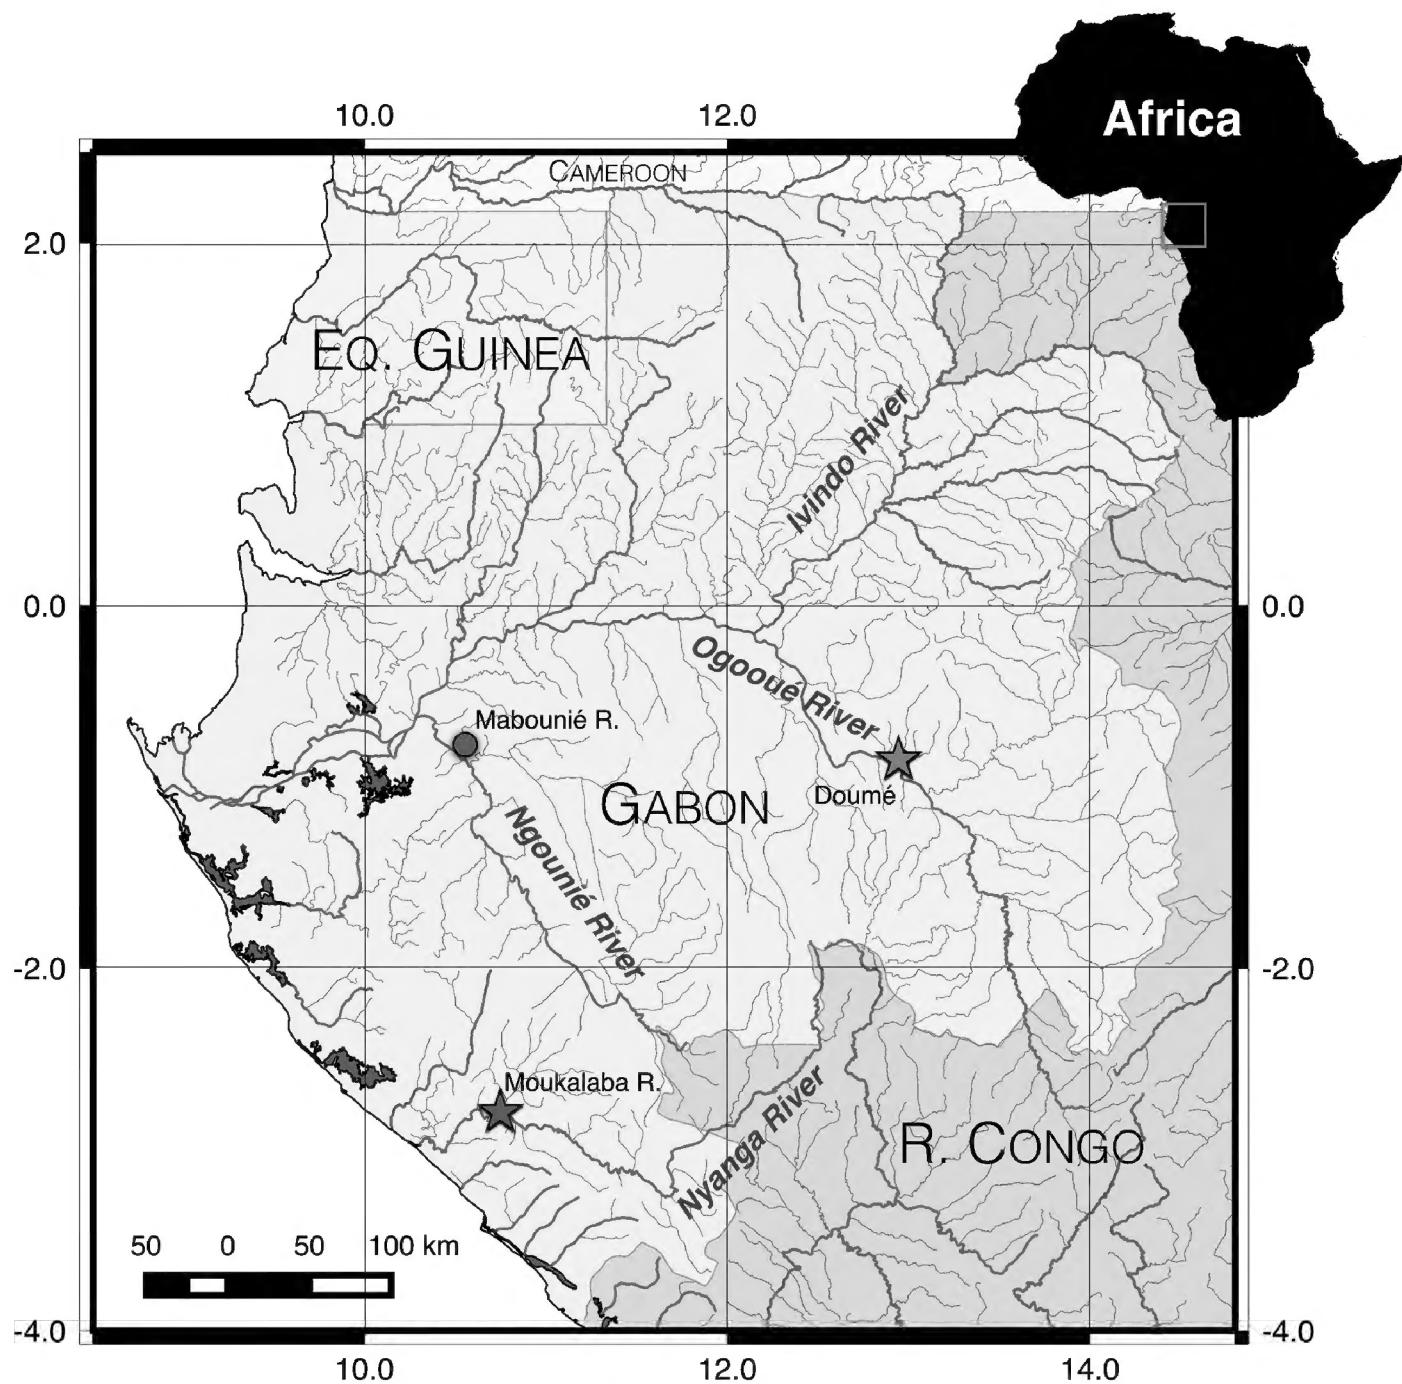 Africa
10.0
12.0
CAMEROON
2.0
EQ. GUINEA
Ivindo River
0.0
0.0
Ogooué River
Mabounié R.
GABON
Doumé
Ngounié River
-2.0
-2.0
Moukalaba R.
Nyanga River
R. CONGO
50 0 50 100 km
-4.0
-4.0
10.0
12.0
14.0